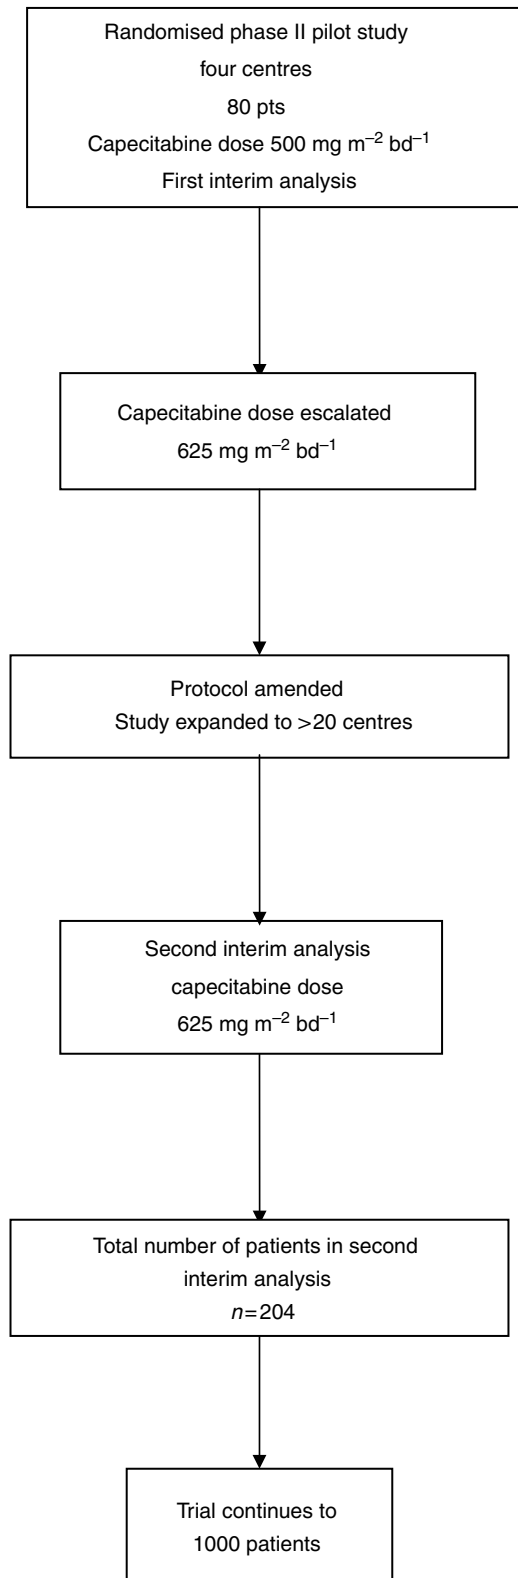 Randomised phase II pilot study
four centres
80 pts
Capecitabine dose 500 mg m⁻² bd⁻¹
First interim analysis
Capecitabine dose escalated
625 mg m⁻² bd⁻¹
Protocol amended
Study expanded to >20 centres
Second interim analysis
capecitabine dose
625 mg m⁻² bd⁻¹
Total number of patients in second
interim analysis
n=204
Trial continues to
1000 patients